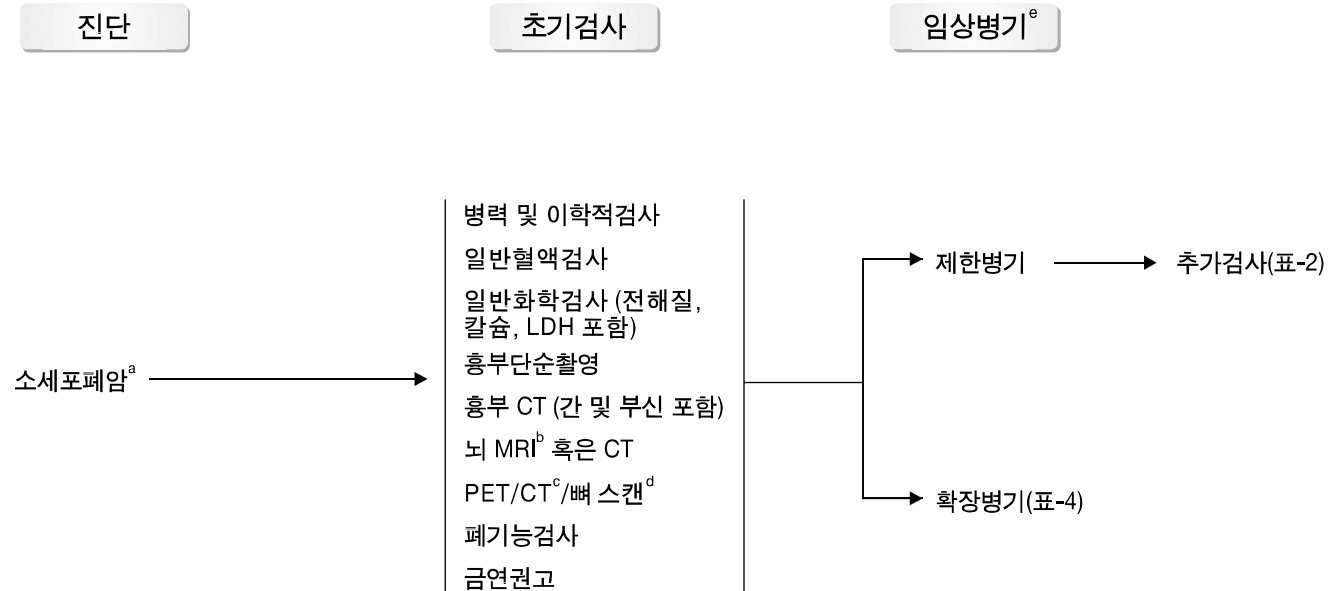 진단
초기검사
임상병기e
병력 및 이학적검사
일반혈액검사
일반화학검사 (전해질,
칼슘, LDH 포함)
흉부단순촬영
흉부 CT (간 및 부신 포함)
뇌 MRIb 혹은 CT
PET/CTc/뼈 스캔d
폐기능검사
금연권고
소세포폐암a
제한병기
추가검사(표-2)
확장병기(표-4)